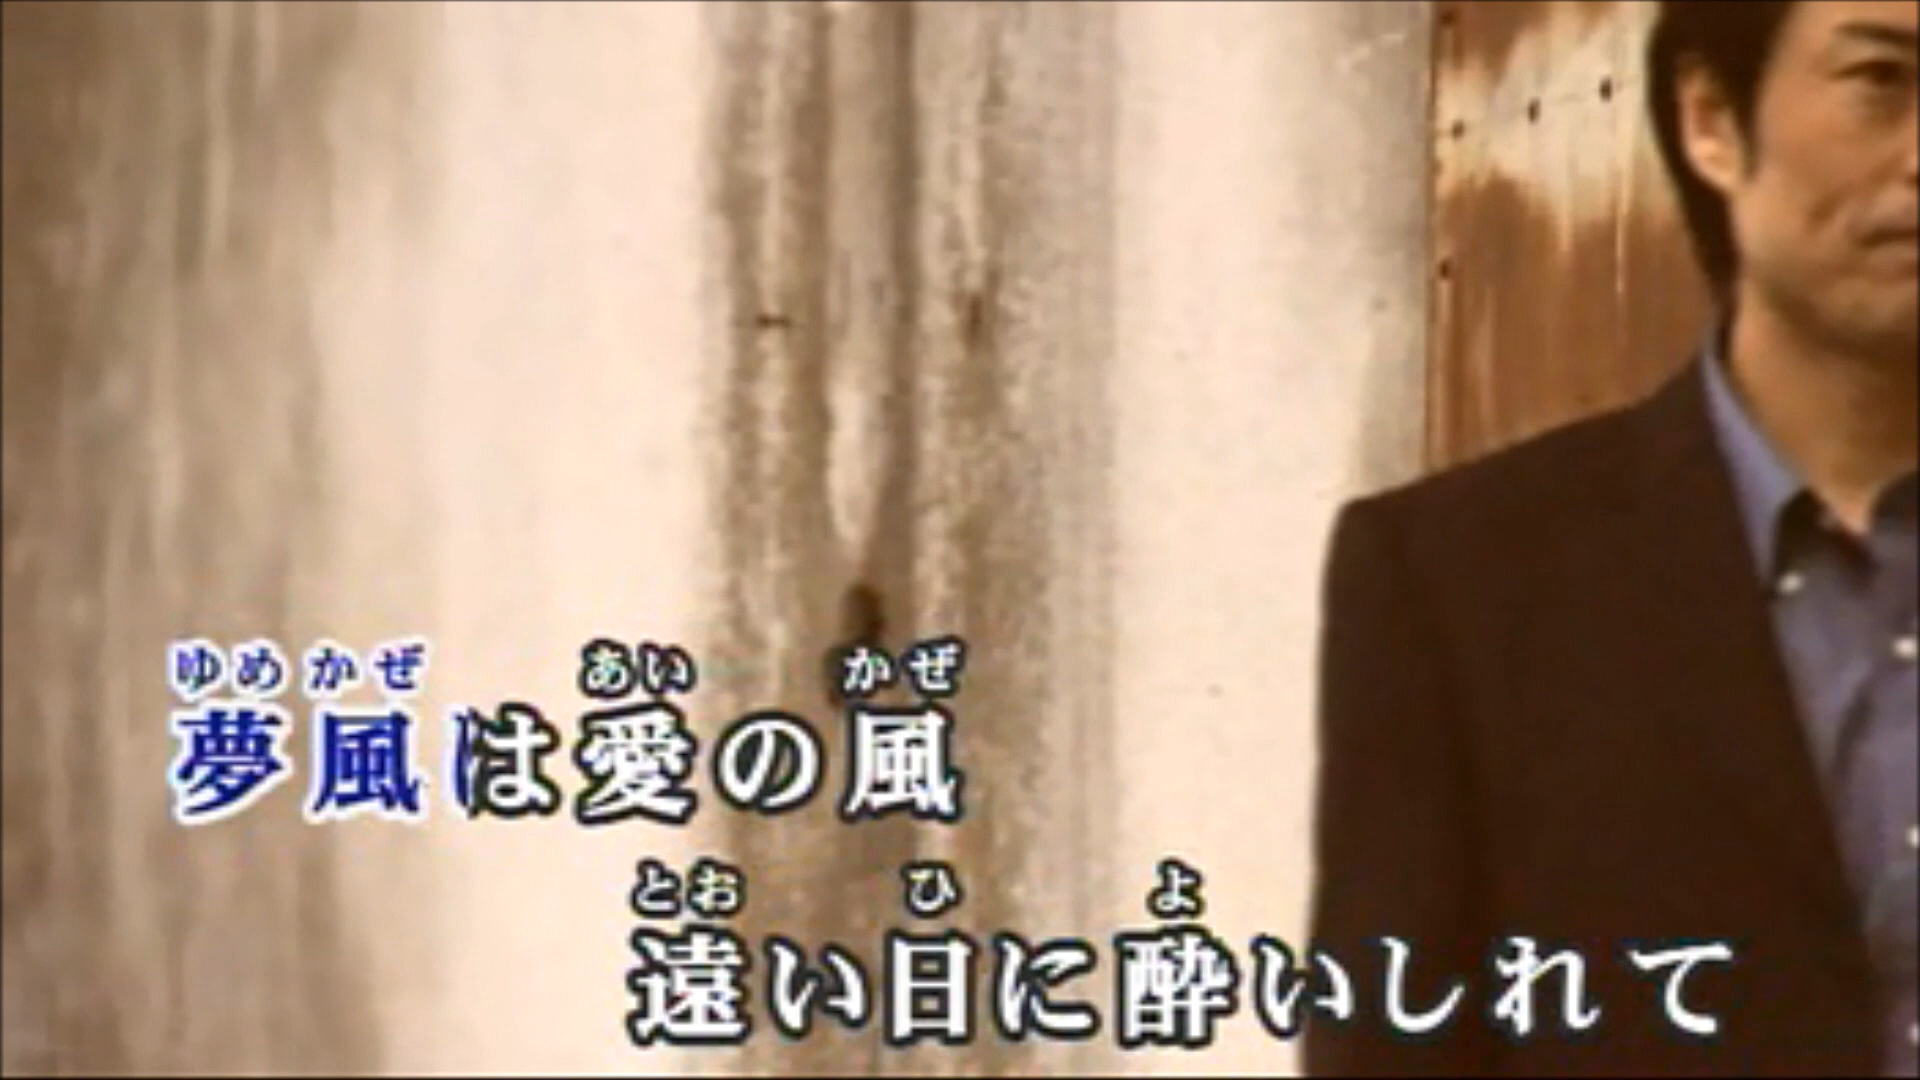 ゆめかぜ あい かぜ
夢風は愛の風
とお ひ よ
遠い日に酔いしれて